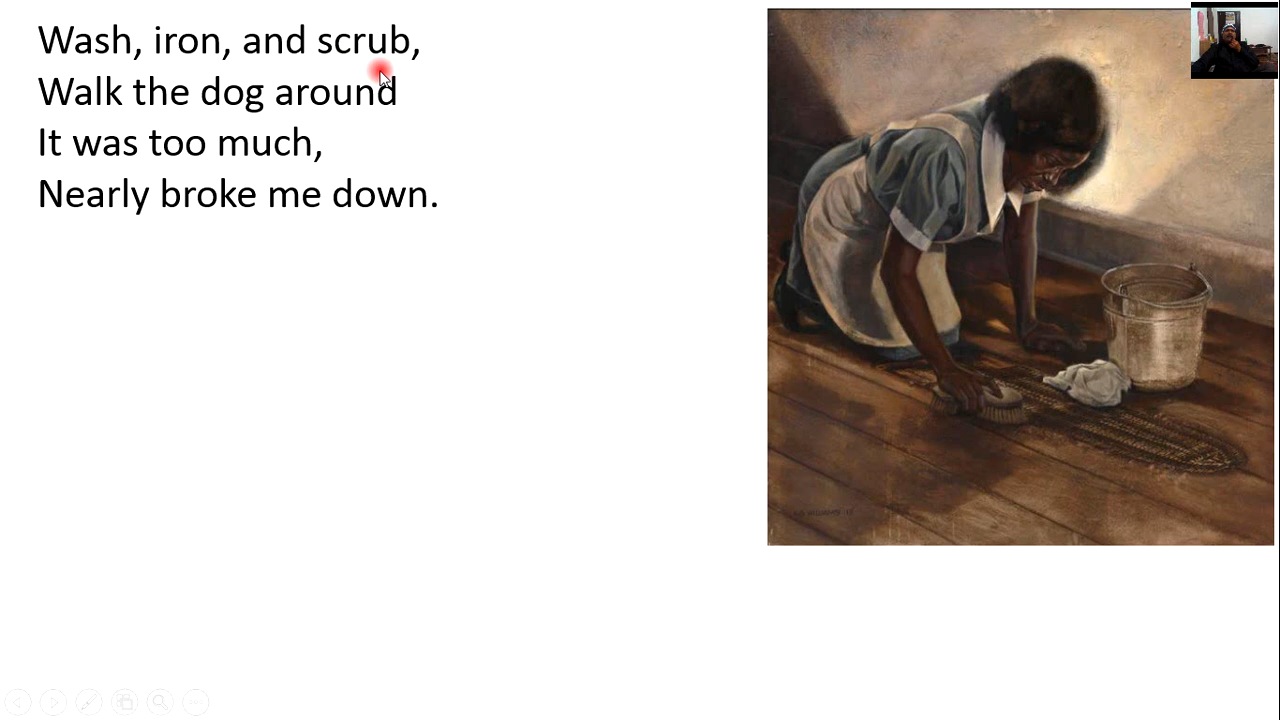 Wash, iron, and scrub,
Walk the dog around
It was too much,
Nearly broke me down.